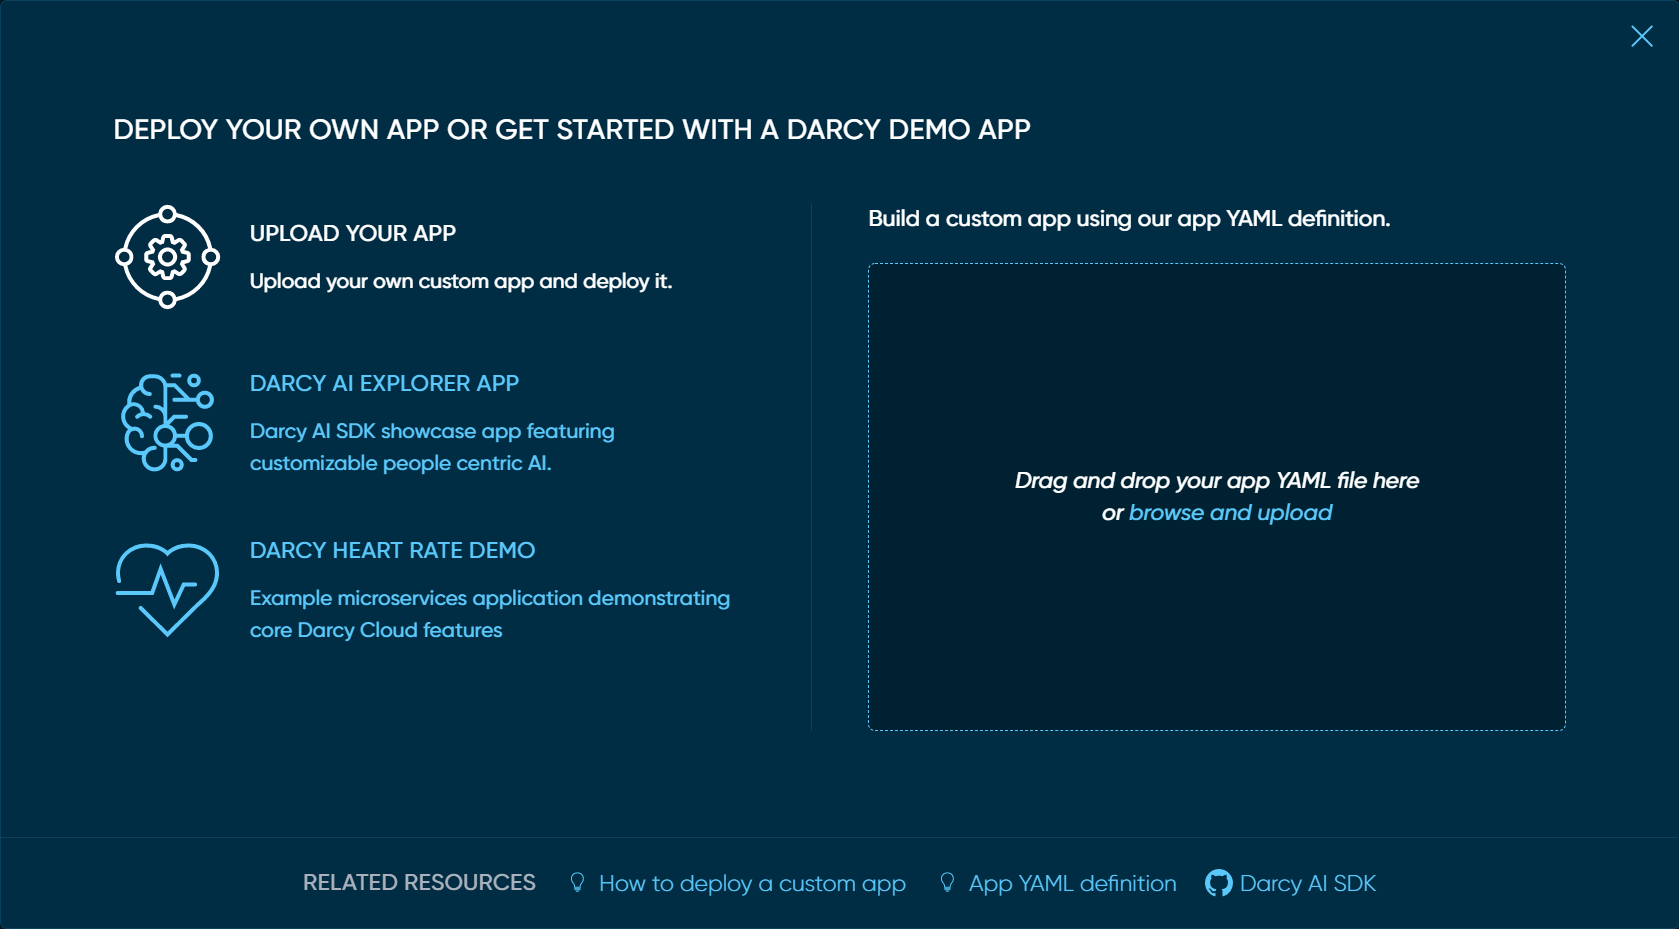 DEPLOY YOUR OWN APP OR GET STARTED WITH A DARCY DEMO APP
UPLOAD YOUR APP
Upload your own custom app and deploy it.
DARCY AI EXPLORER APP
Darcy AI SDK showcase app featuring
customizable people centric AI.
DARCY HEART RATE DEMO
Example microservices application demonstrating
core Darcy Cloud features
Build a custom app using our app YAML definition.
Drag and drop your app YAML file here
or browse and upload
RELATED RESOURCES How to deploy a custom app App YAML definition Darcy AI SDK